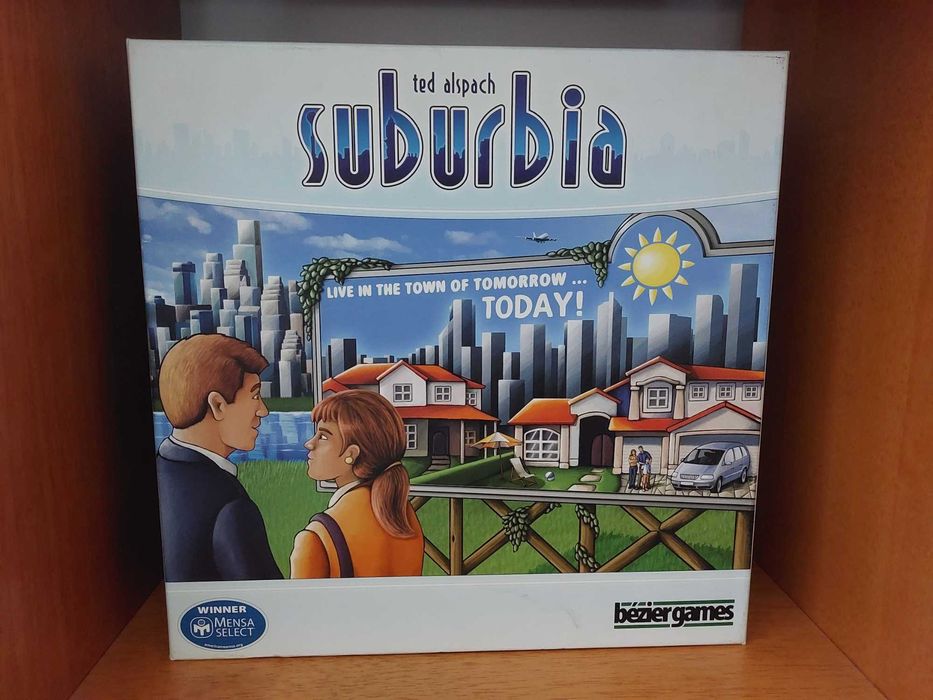 ted alspach
suburbia
LIVE IN THE TOWN OF TOMORROW ...
TODAY!
WINNER
MENSA
SELECT
bézier games